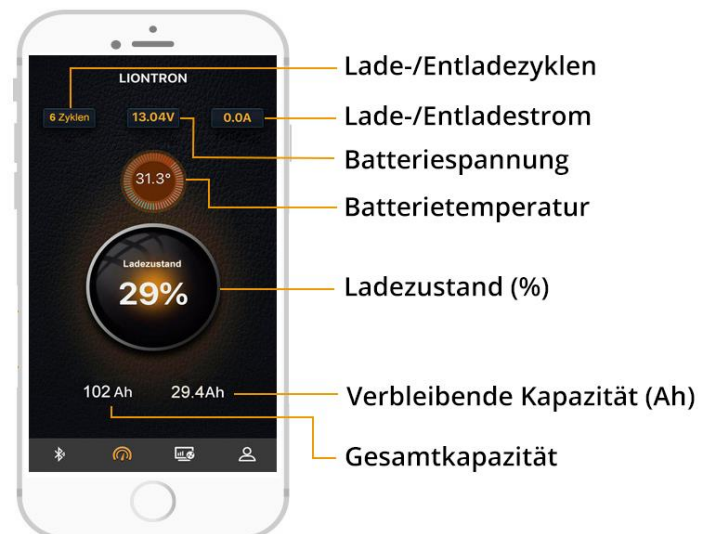 LIONTRON
6 Zyklen
13.04V
0.0A
31.3°
Ladezustand
29%
102 Ah
29.4Ah
Lade-/Entladezyklen
Lade-/Entladestrom
Batteriespannung
Batterietemperatur
Ladezustand (%)
Verbleibende Kapazität (Ah)
Gesamtkapazität